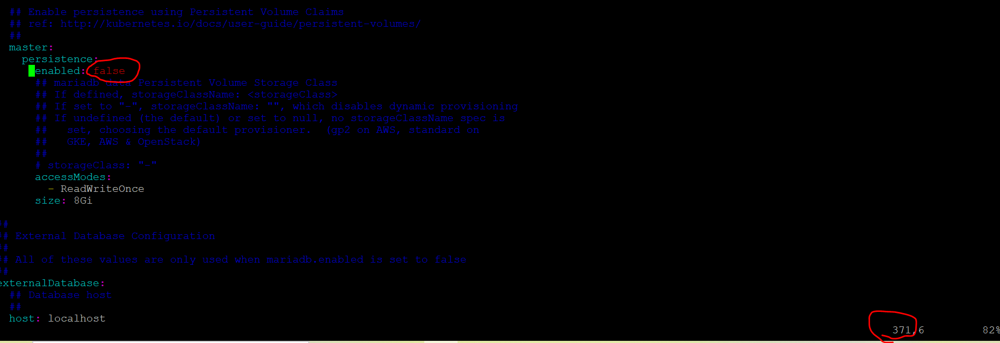 ## Enable persistence using Persistent Volume Claims
## ref: http://kubernetes.io/docs/user-guide/persistent-volumes/
##
master:
persistence:
enabled: false
## mariadb data Persistent Volume Storage Class
## If defined, storageClassName: <storageClass>
## If set to "-", storageClassName: "", which disables dynamic provisioning
## If undefined (the default) or set to null, no storageClassName spec is
##   set, choosing the default provisioner.  (gp2 on AWS, standard on
##   GKE, AWS & OpenStack)
##
# storageClass: "-"
accessModes:
- ReadWriteOnce
size: 8Gi
##
## External Database Configuration
##
## All of these values are only used when mariadb.enabled is set to false
##
externalDatabase:
## Database host
##
host: localhost
371,6 82%